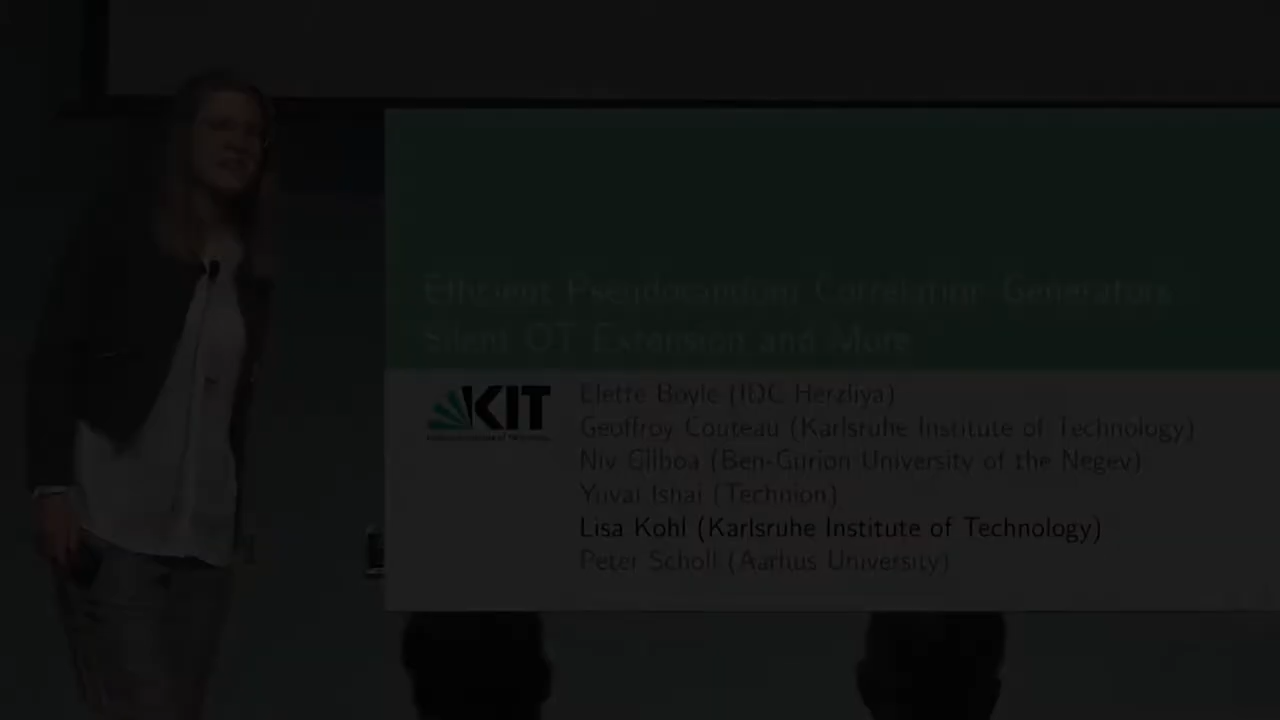 Efficient Pseudorandom Correlation Generators
Silent OT Extension and More
KIT
Elette Boyle (IDC Herzliya)
Geoffroy Couteau (Karlsruhe Institute of Technology)
Niv Gilboa (Ben-Gurion University of the Negev)
Yuval Ishai (Technion)
Lisa Kohl (Karlsruhe Institute of Technology)
Peter Scholl (Aarhus University)